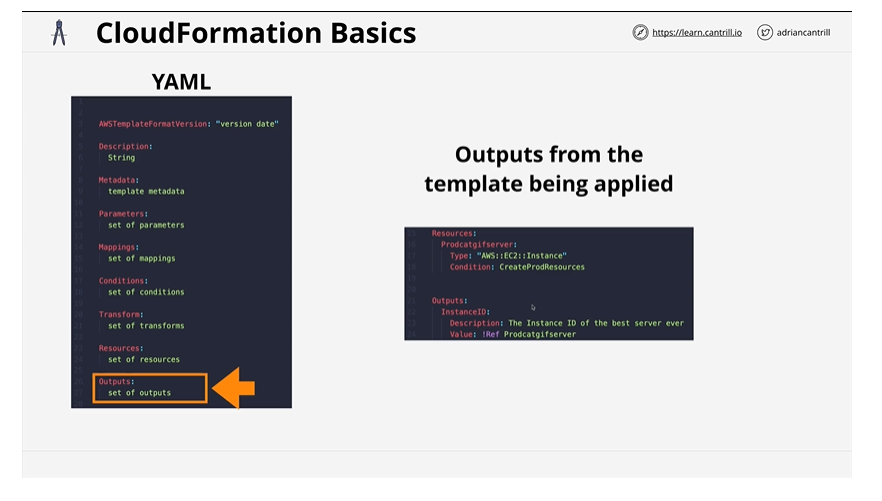 CloudFormation Basics
https://learn.cantrill.io
adriancantrill
YAML
AWSTemplateFormatVersion: "version date"
Description:
String
Metadata:
template metadata
Parameters:
set of parameters
Mappings:
set of mappings
Conditions:
set of conditions
Transform:
set of transforms
Resources:
set of resources
Outputs:
set of outputs
Outputs from the
template being applied
Resources:
Prodcatgifserver:
Type: "AWS::EC2::Instance"
Condition: CreateProdResources
Outputs:
InstanceID:
Description: The Instance ID of the best server ever
Value: !Ref Prodcatgifserver